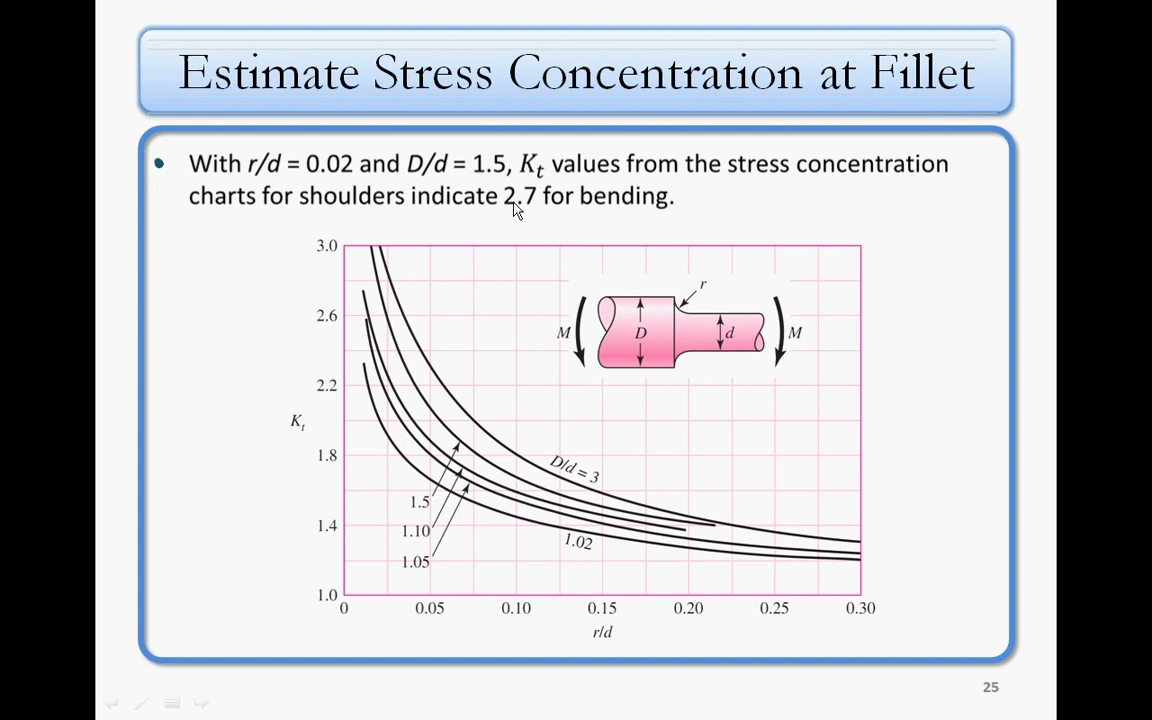 Estimate Stress Concentration at Fillet
• With r/d = 0.02 and D/d = 1.5, Kₜ values from the stress concentration
charts for shoulders indicate 2.7 for bending.
3.0
2.6
2.2
Kₜ
1.8
1.4
1.0
r
M
D
d
M
D/d = 3
1.5
1.10
1.05
1.02
0 0.05 0.10 0.15 0.20 0.25 0.30
r/d
25